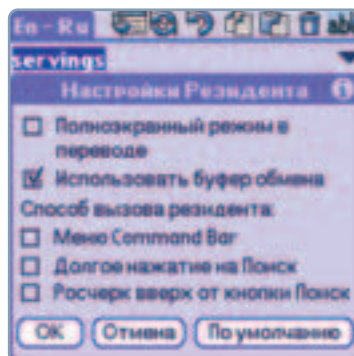 En - Ru
ab
servings
Настройки Резидента
Полноэкранный режим в
переводе
Использовать буфер обмена
Способ вызова резидента:
Меню Command Bar
Долгое нажатие на Поиск
Росчерк вверх от кнопки Поиск
OK Отмена По умолчанию